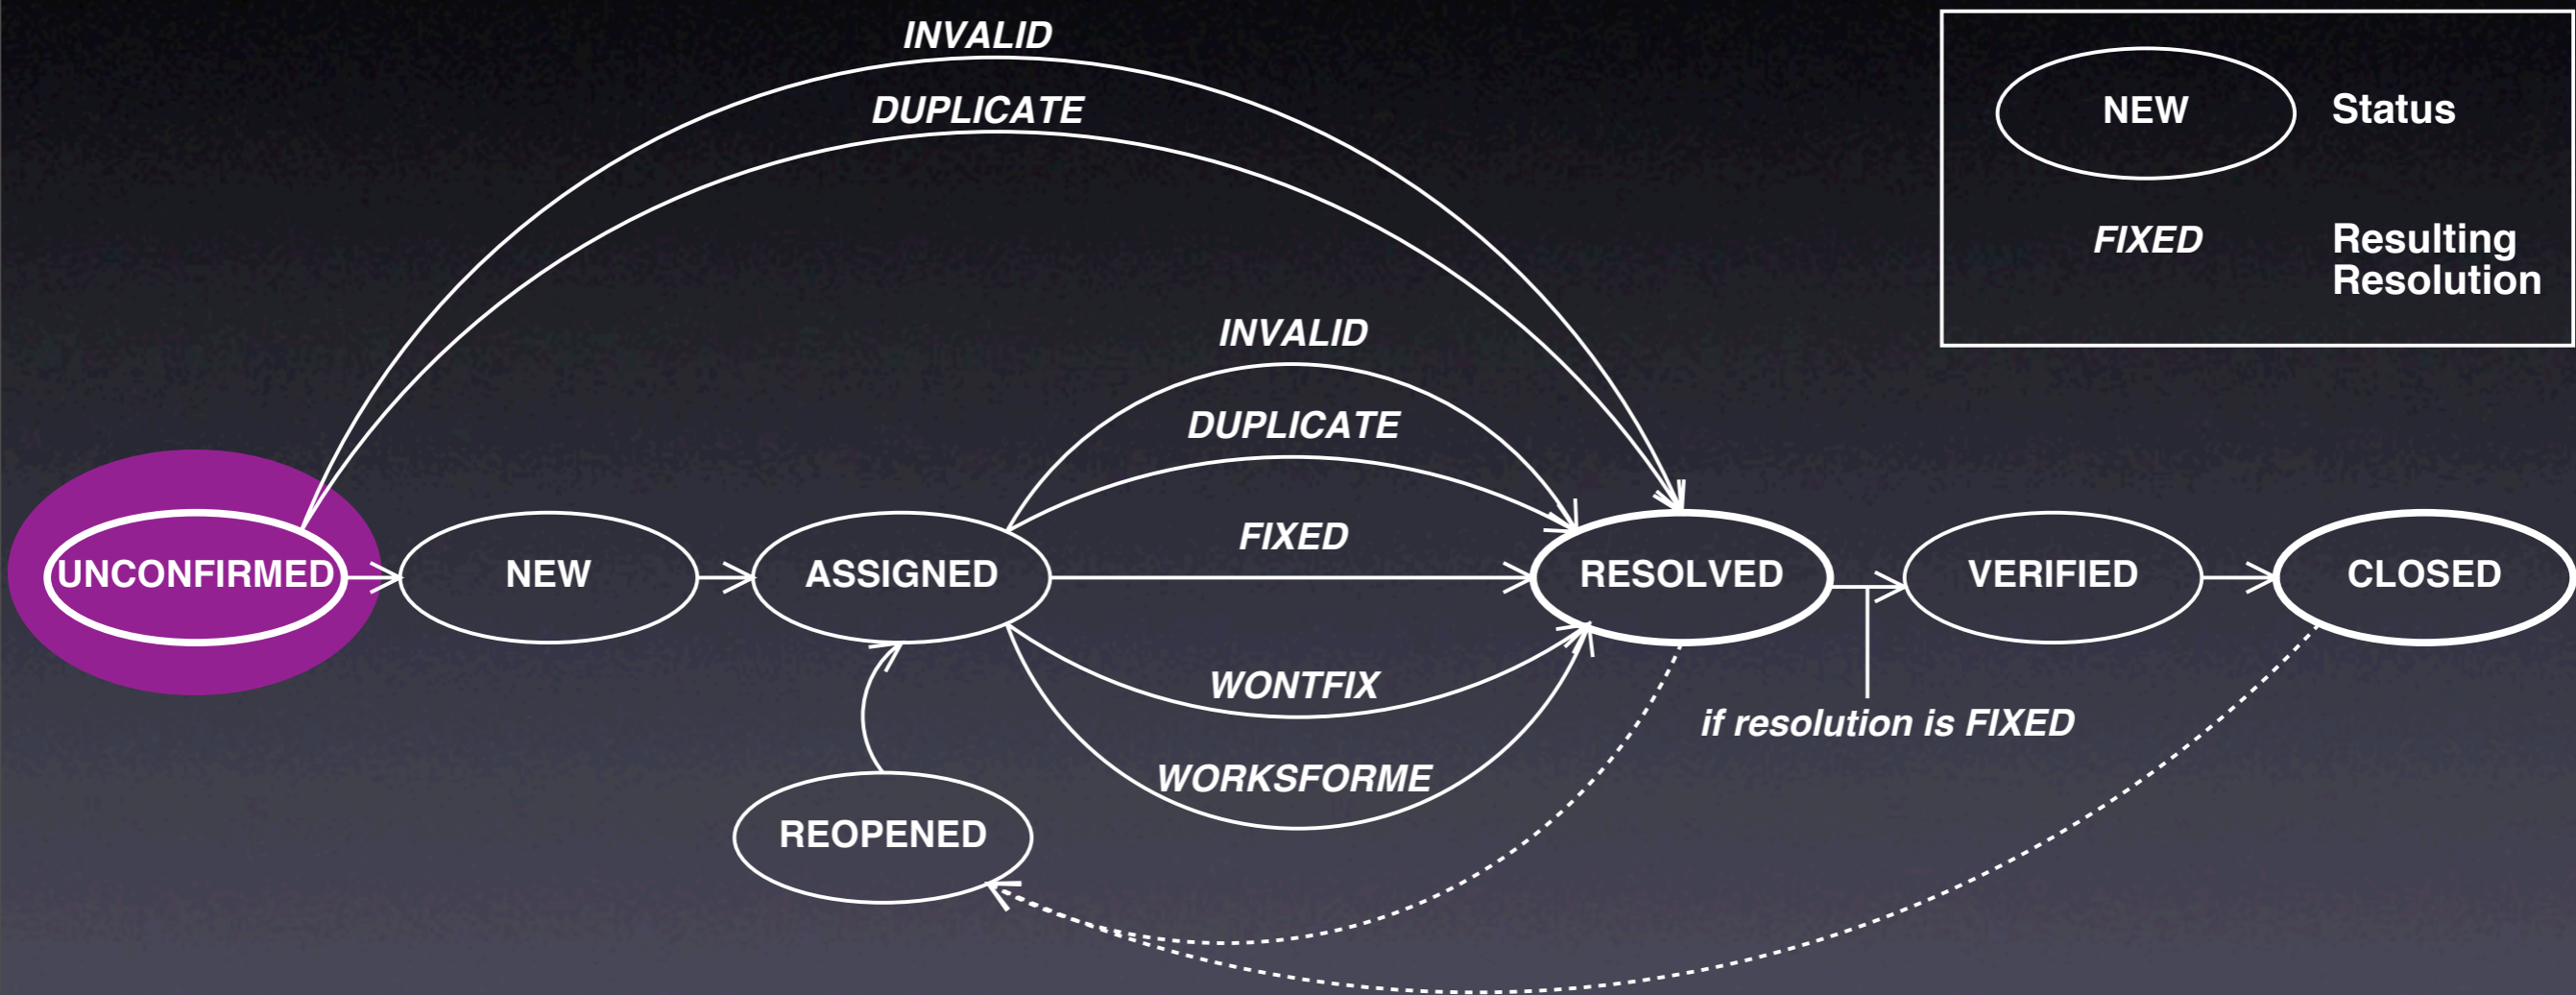 INVALID
DUPLICATE
NEW
Status
FIXED
Resulting
Resolution
INVALID
DUPLICATE
FIXED
UNCONFIRMED
NEW
ASSIGNED
RESOLVED
VERIFIED
CLOSED
WONTFIX
if resolution is FIXED
WORKSFORME
REOPENED